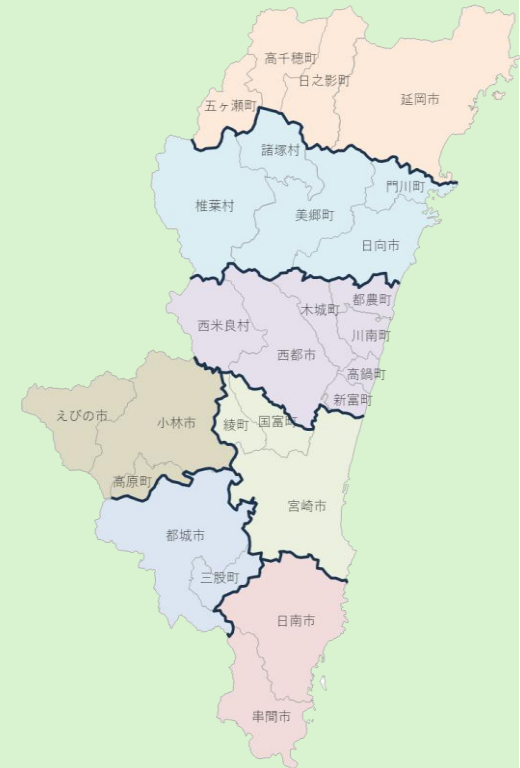 高千穂町
日之影町
延岡市
五ヶ瀬町
諸塚村
門川町
椎葉村
美郷町
日向市
都農町
木城町
西米良村
川南町
西都市
高鍋町
新富町
えびの市
小林市
綾町
国富町
高原町
宮崎市
都城市
三股町
日南市
串間市